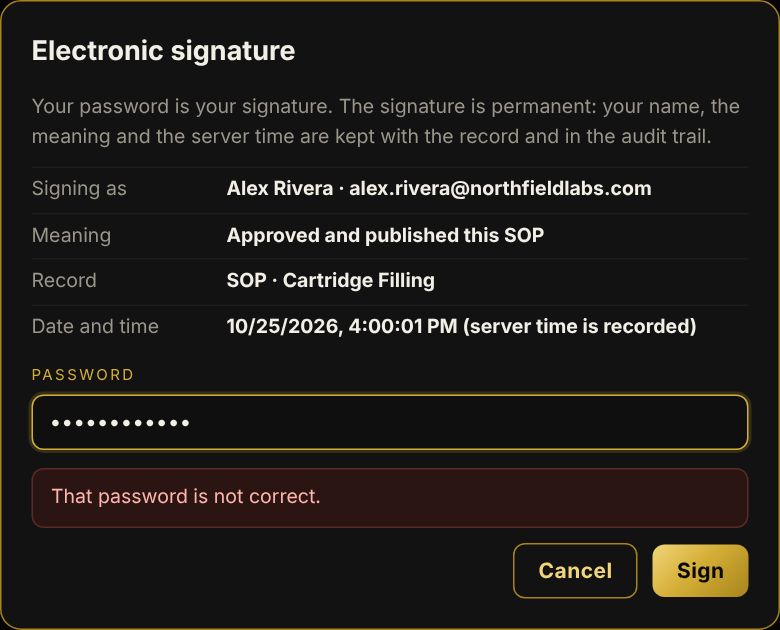 Electronic signature
Your password is your signature. The signature is permanent: your name, the
meaning and the server time are kept with the record and in the audit trail.
Signing as Alex Rivera · alex.rivera@northfieldlabs.com
Meaning Approved and published this SOP
Record SOP · Cartridge Filling
Date and time 10/25/2026, 4:00:01 PM (server time is recorded)
PASSWORD
••••••••••••
That password is not correct.
Cancel Sign